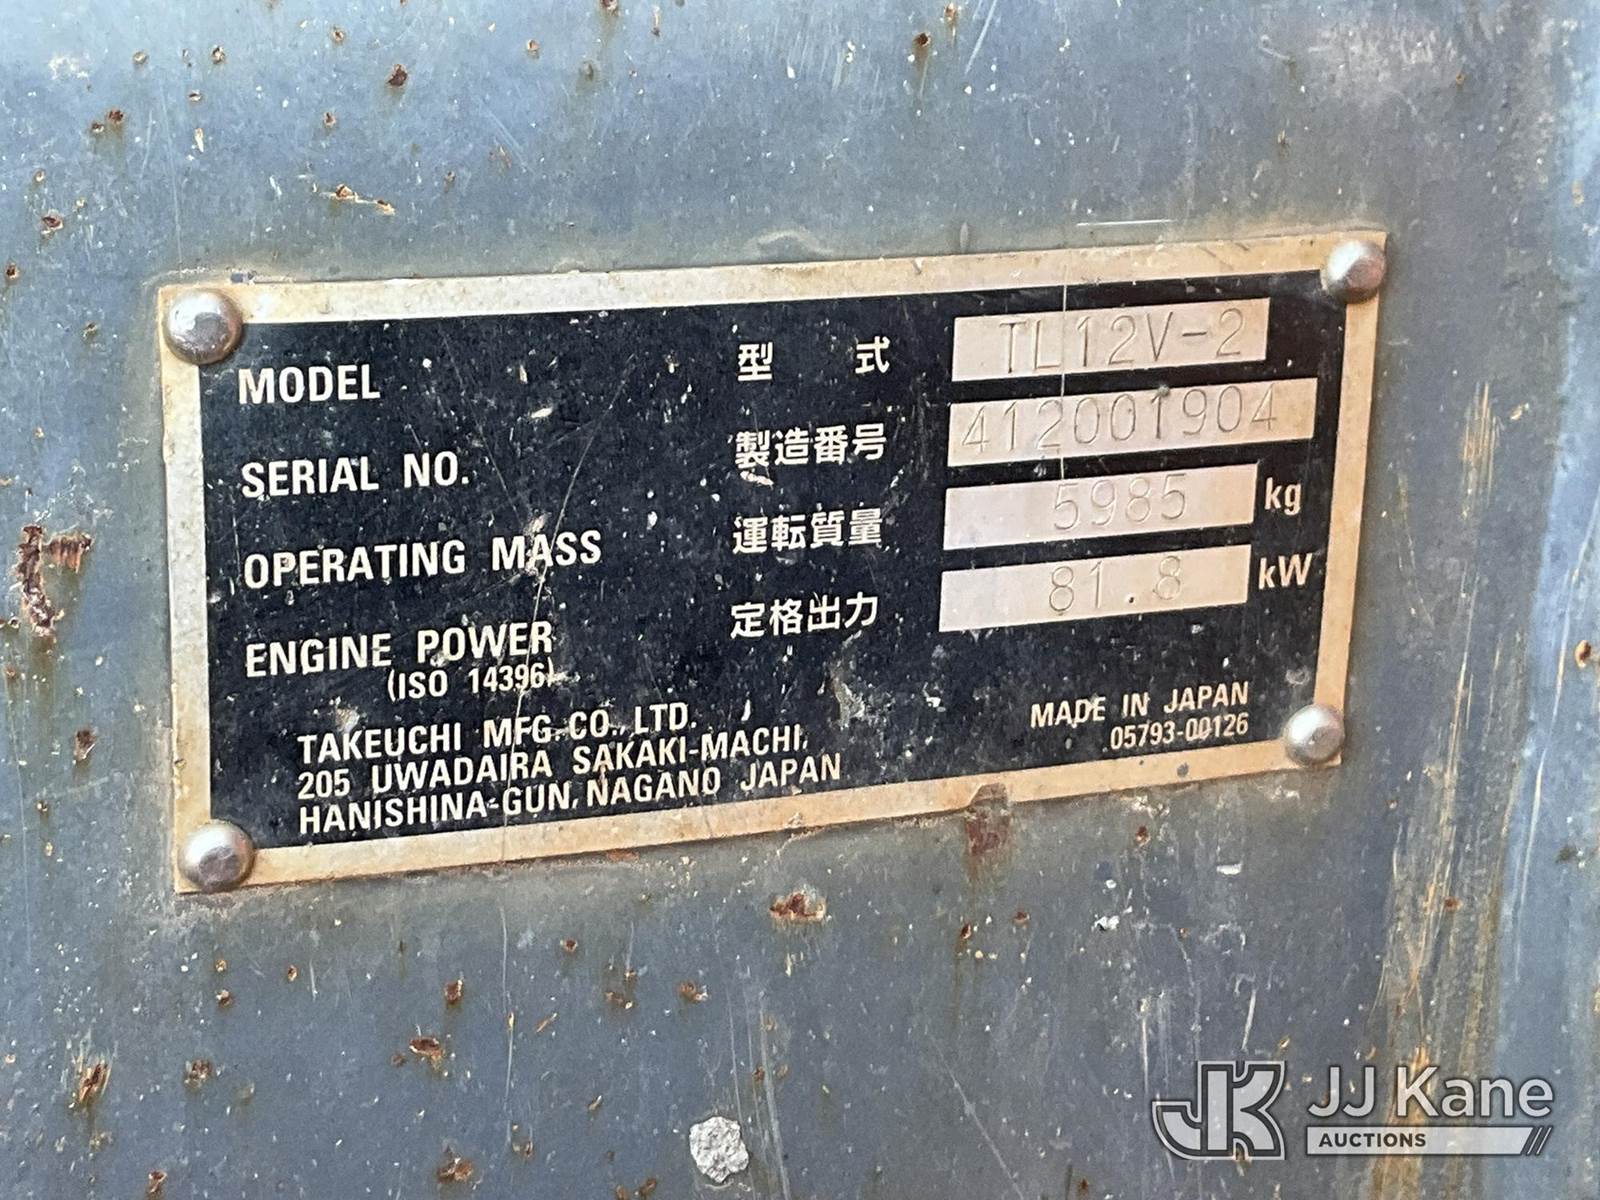 MODEL 型 式 TL12V-2
SERIAL NO. 製造番号 412001904
OPERATING MASS 運転質量 5985 kg
ENGINE POWER 定格出力 81.8 kW
(ISO 14396)
TAKEUCHI MFG.CO.,LTD.
205 UWADAIRA SAKAKI-MACHI,
HANISHINA-GUN, NAGANO JAPAN
MADE IN JAPAN
05793-00126
JK JJ Kane
AUCTIONS